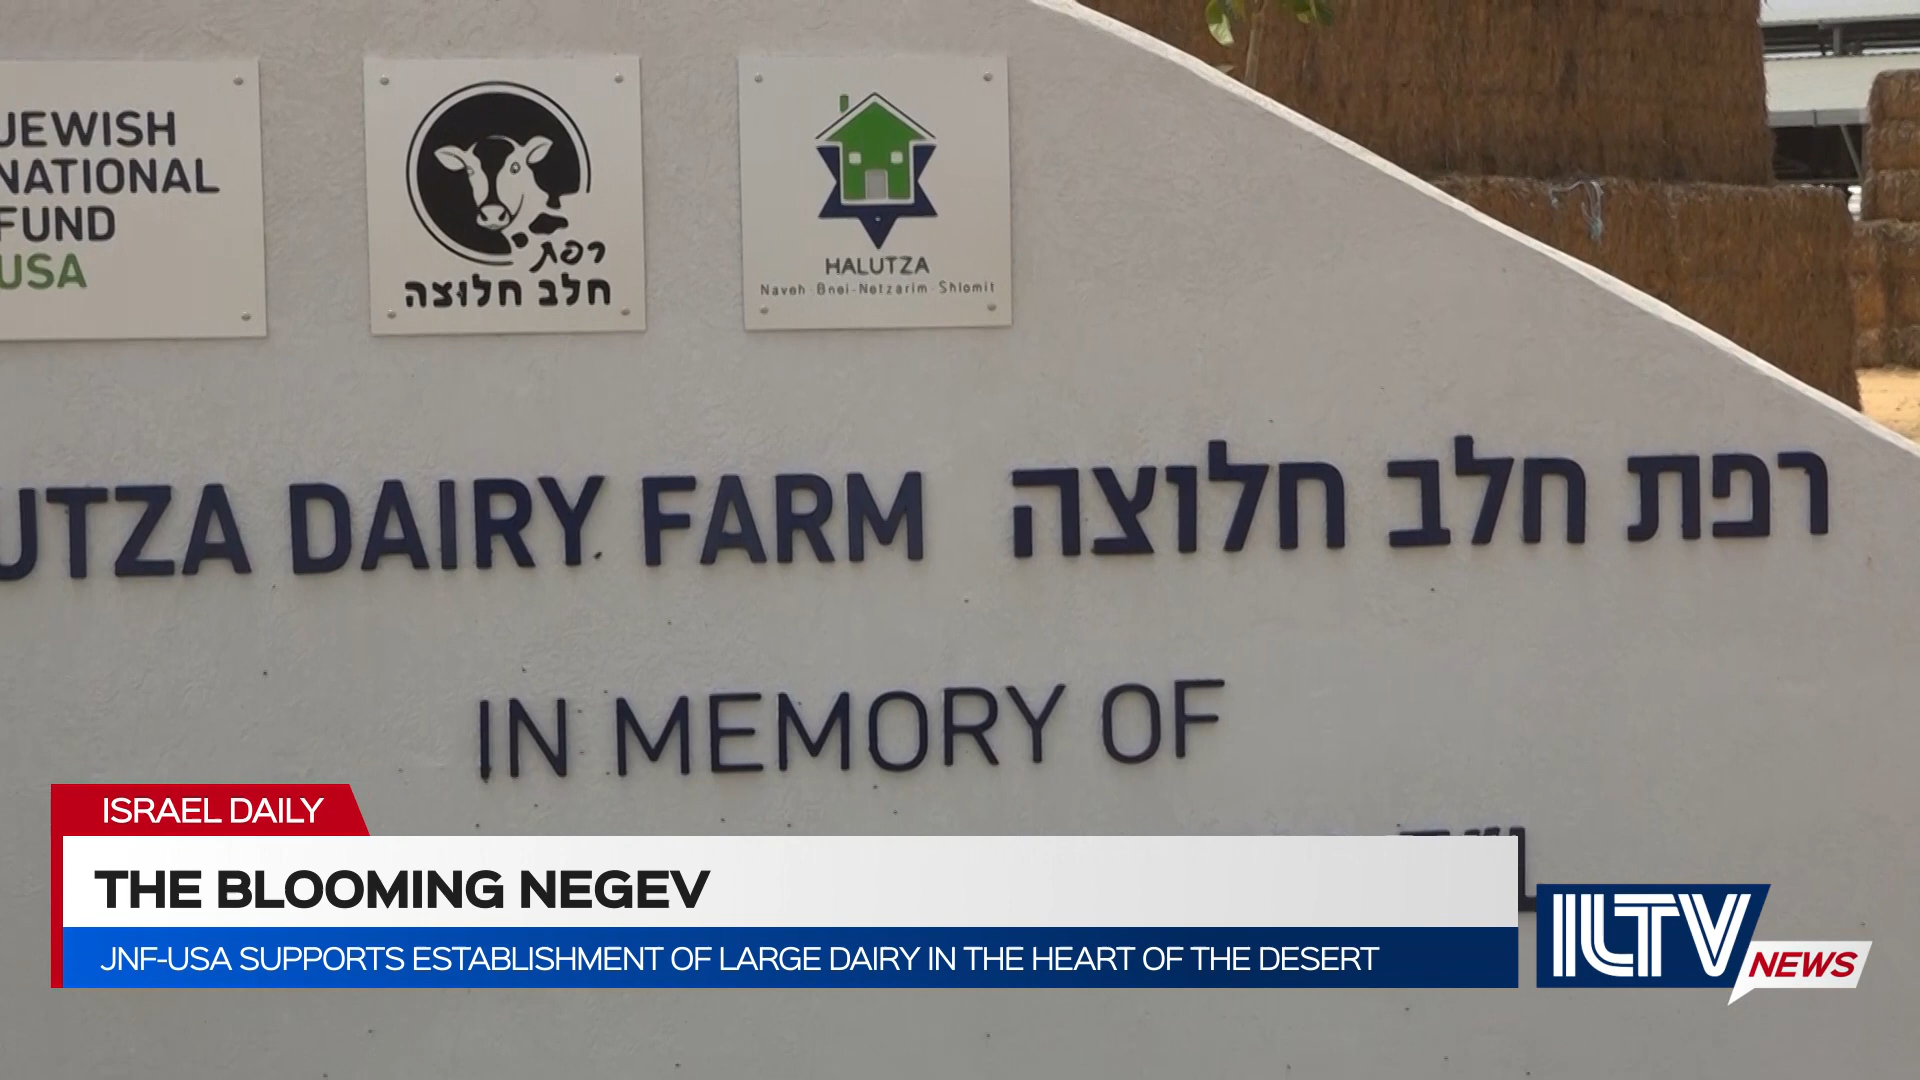 JEWISH
NATIONAL
FUND
USA
רפת
חלב חלוצה
HALUTZA
Naveh · Bnei-Netzarim · Shlomit
UTZA DAIRY FARM רפת חלב חלוצה
IN MEMORY OF
ISRAEL DAILY
THE BLOOMING NEGEV
JNF-USA SUPPORTS ESTABLISHMENT OF LARGE DAIRY IN THE HEART OF THE DESERT
ILTV
NEWS